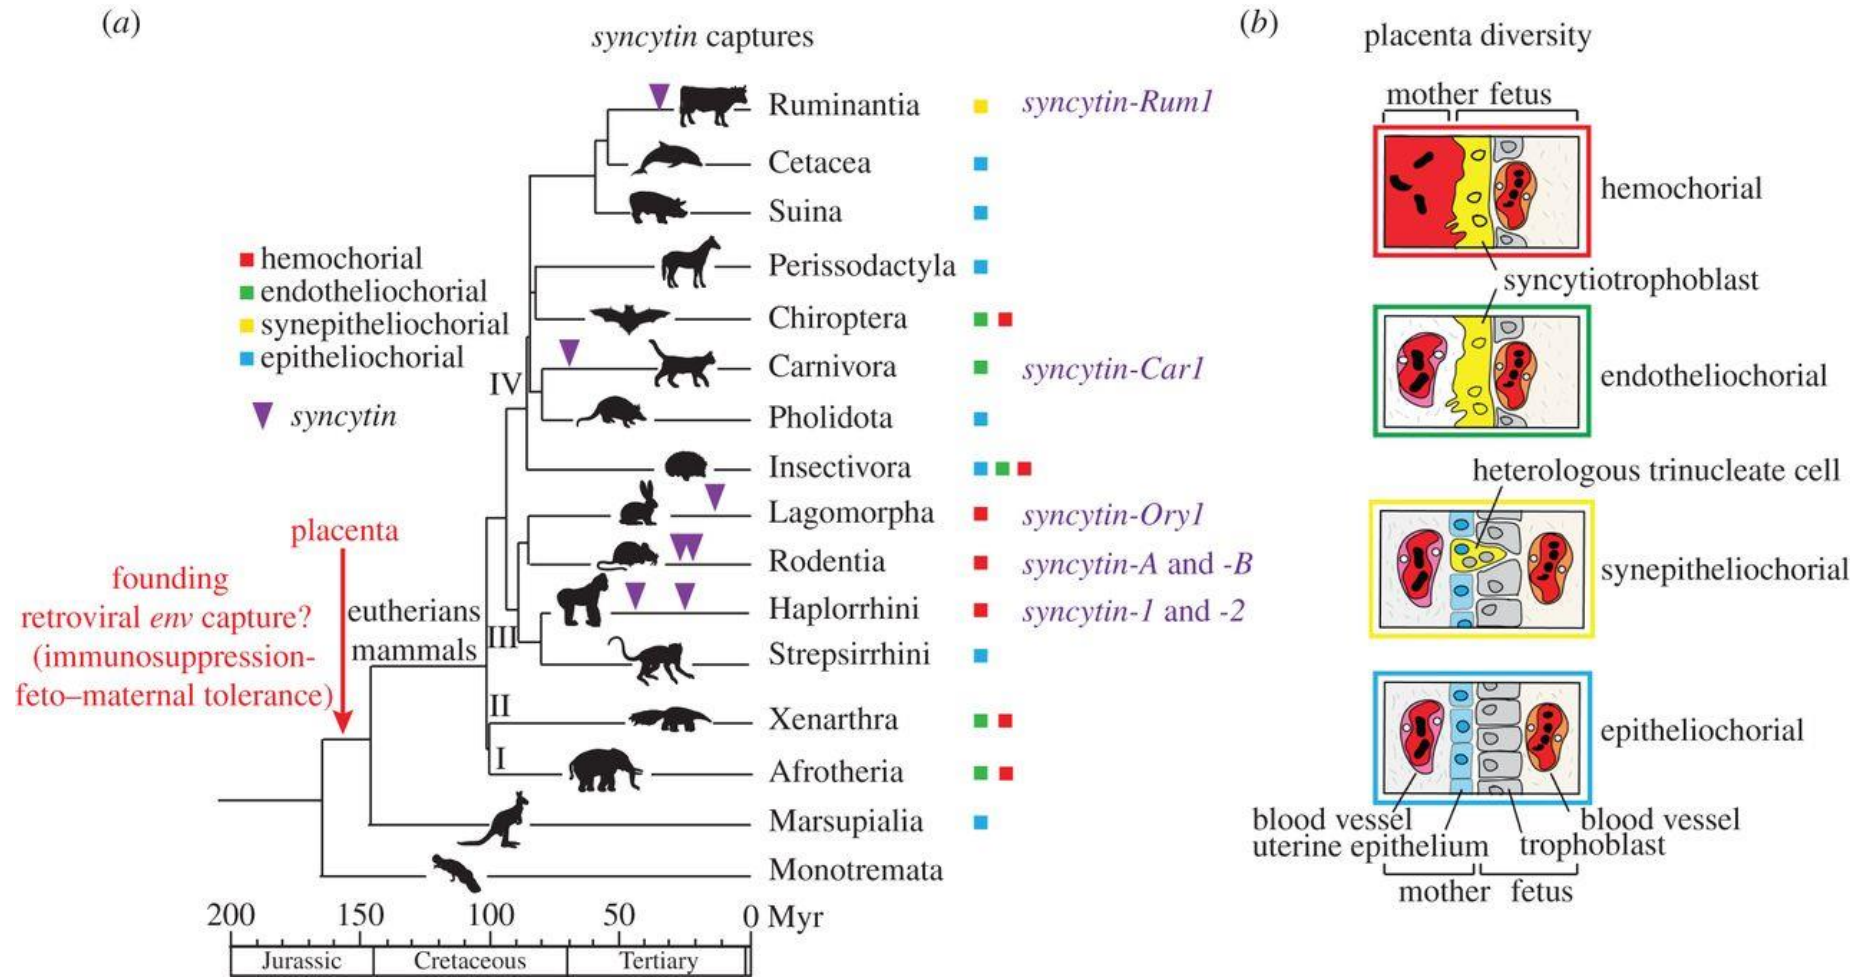 (a)
syncytin captures
Ruminantia
syncytin-Rum1
Cetacea
Suina
Perissodactyla
Chiroptera
Carnivora
syncytin-Car1
Pholidota
Insectivora
Lagomorpha
syncytin-Ory1
Rodentia
syncytin-A and -B
Haplorrhini
syncytin-1 and -2
Strepsirrhini
Xenarthra
Afrotheria
Marsupialia
Monotremata
hemochorial
endotheliochorial
synepitheliochorial
epitheliochorial
syncytin
IV
III
II
I
placenta
founding
retroviral env capture?
(immunosuppression-
feto–maternal tolerance)
eutherians
mammals
200 150 100 50 0 Myr
Jurassic Cretaceous Tertiary
(b)
placenta diversity
mother fetus
hemochorial
syncytiotrophoblast
endotheliochorial
heterologous trinucleate cell
synepitheliochorial
epitheliochorial
blood vessel blood vessel
uterine epithelium trophoblast
mother fetus